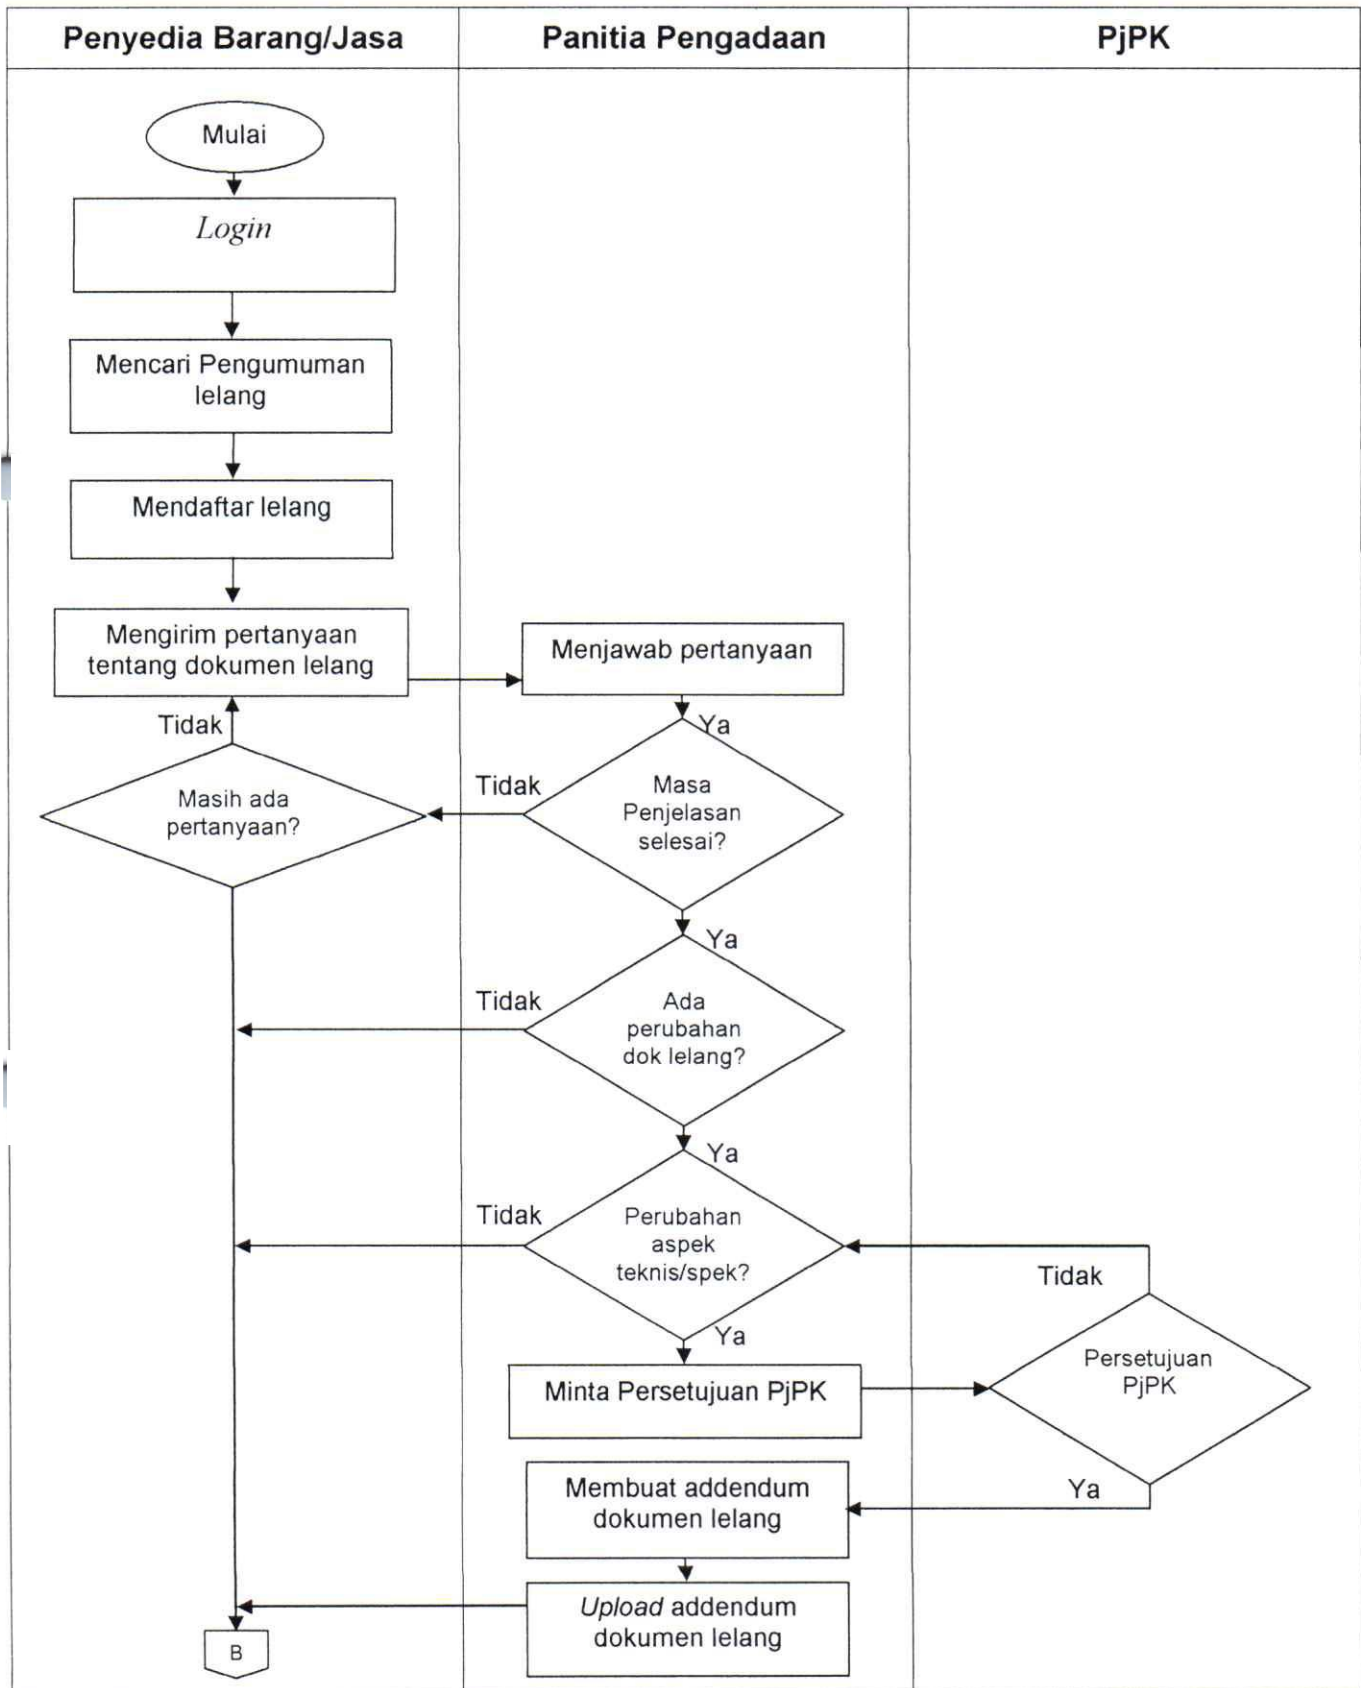 Penyedia Barang/Jasa
Panitia Pengadaan
PjPK
Mulai
Login
Mencari Pengumuman
lelang
Mendaftar lelang
Mengirim pertanyaan
tentang dokumen lelang
Menjawab pertanyaan
Tidak
Ya
Masih ada
pertanyaan?
Tidak
Masa
Penjelasan
selesai?
Ya
Tidak
Ada
perubahan
dok lelang?
Ya
Tidak
Perubahan
aspek
teknis/spek?
Tidak
Ya
Minta Persetujuan PjPK
Persetujuan
PjPK
Ya
Membuat addendum
dokumen lelang
Upload addendum
dokumen lelang
B